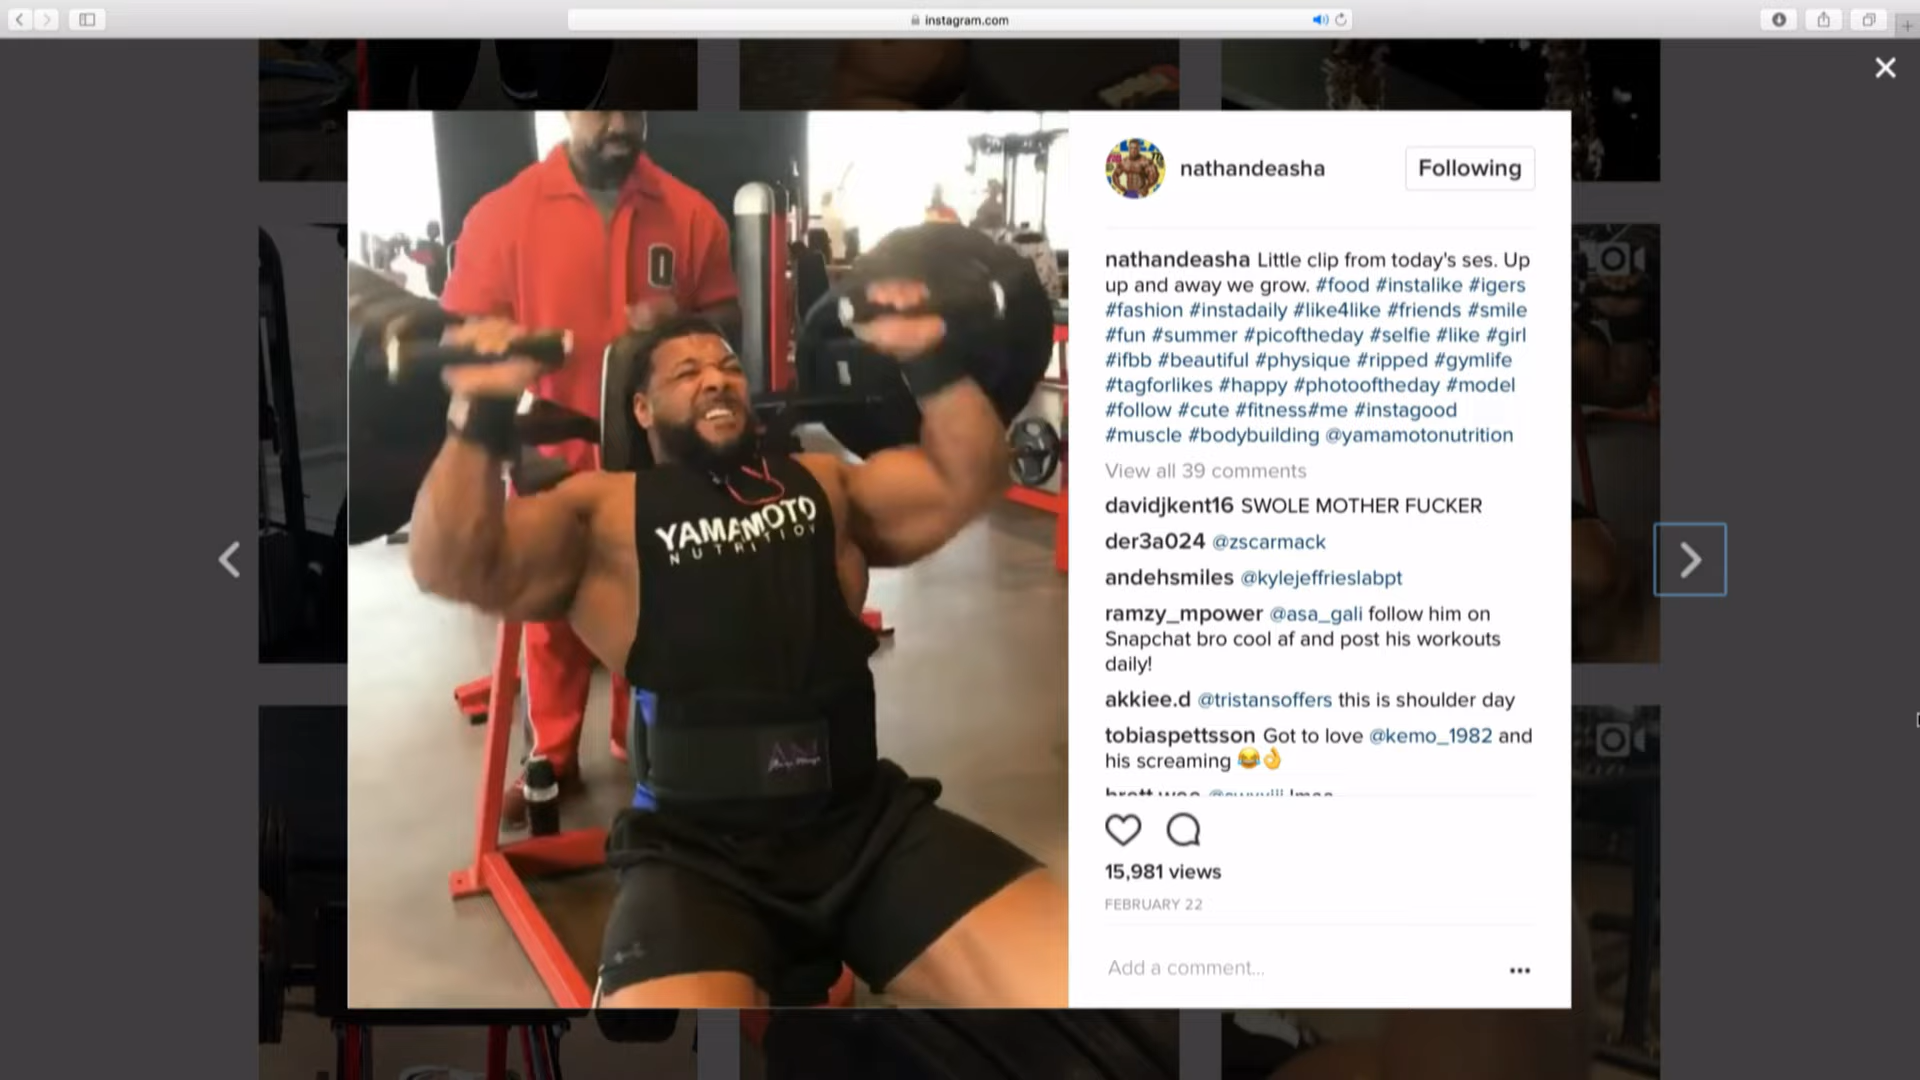 instagram.com
Q
YAMAMOTO
NUTRITION
nathandeasha
Following
nathandeasha Little clip from today's ses. Up
up and away we grow. #food #instalike #igers
#fashion #instadaily #like4like #friends #smile
#fun #summer #picoftheday #selfie #like #girl
#ifbb #beautiful #physique #ripped #gymlife
#tagforlikes #happy #photooftheday #model
#follow #cute #fitness#me #instagood
#muscle #bodybuilding @yamamotonutrition
View all 39 comments
davidjkent16 SWOLE MOTHER FUCKER
der3a024 @zscarmack
andehsmiles @kylejeffrieslabpt
ramzy_mpower @asa_gali follow him on
Snapchat bro cool af and post his workouts
daily!
akkiee.d @tristansoffers this is shoulder day
tobiaspettsson Got to love @kemo_1982 and
his screaming 😂👌
15,981 views
FEBRUARY 22
Add a comment...